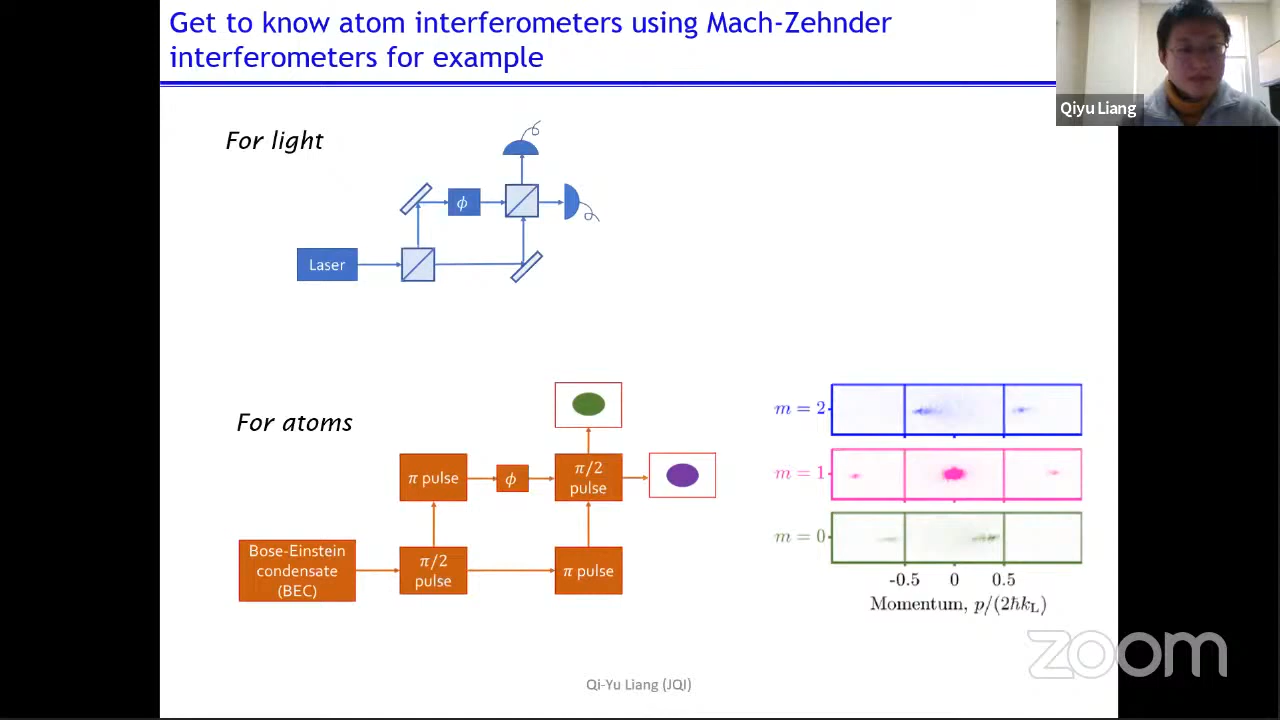 Get to know atom interferometers using Mach-Zehnder
interferometers for example
Qiyu Liang
For light
ϕ
Laser
For atoms
π pulse
ϕ
π/2
pulse
Bose-Einstein
condensate
(BEC)
π/2
pulse
π pulse
m = 2
m = 1
m = 0
-0.5 0 0.5
Momentum, p/(2ℏk_L)
zoom
Qi-Yu Liang (JQI)